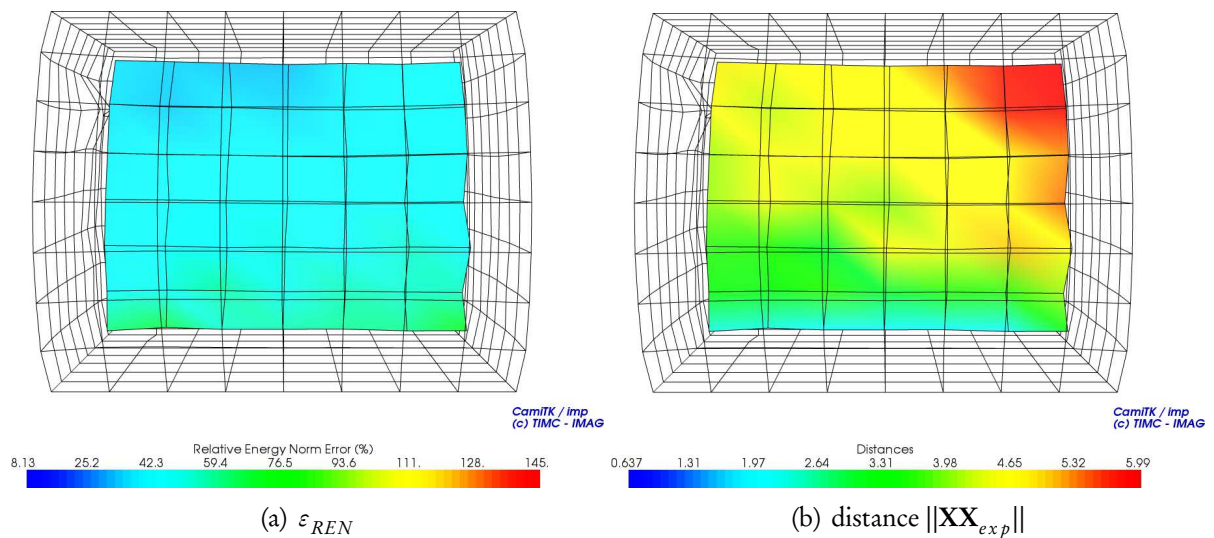 CamiTK / imp
(c) TIMC - IMAG
CamiTK / imp
(c) TIMC - IMAG
Relative Energy Norm Error (%)
8.13 25.2 42.3 59.4 76.5 93.6 111. 128. 145.
Distances
0.637 1.31 1.97 2.64 3.31 3.98 4.65 5.32 5.99
(a) ε_REN
(b) distance ||XX_exp||